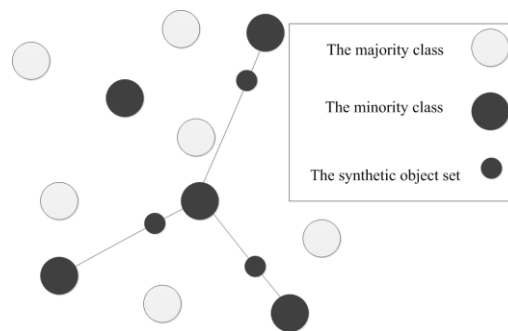 The majority class
The minority class
The synthetic object set